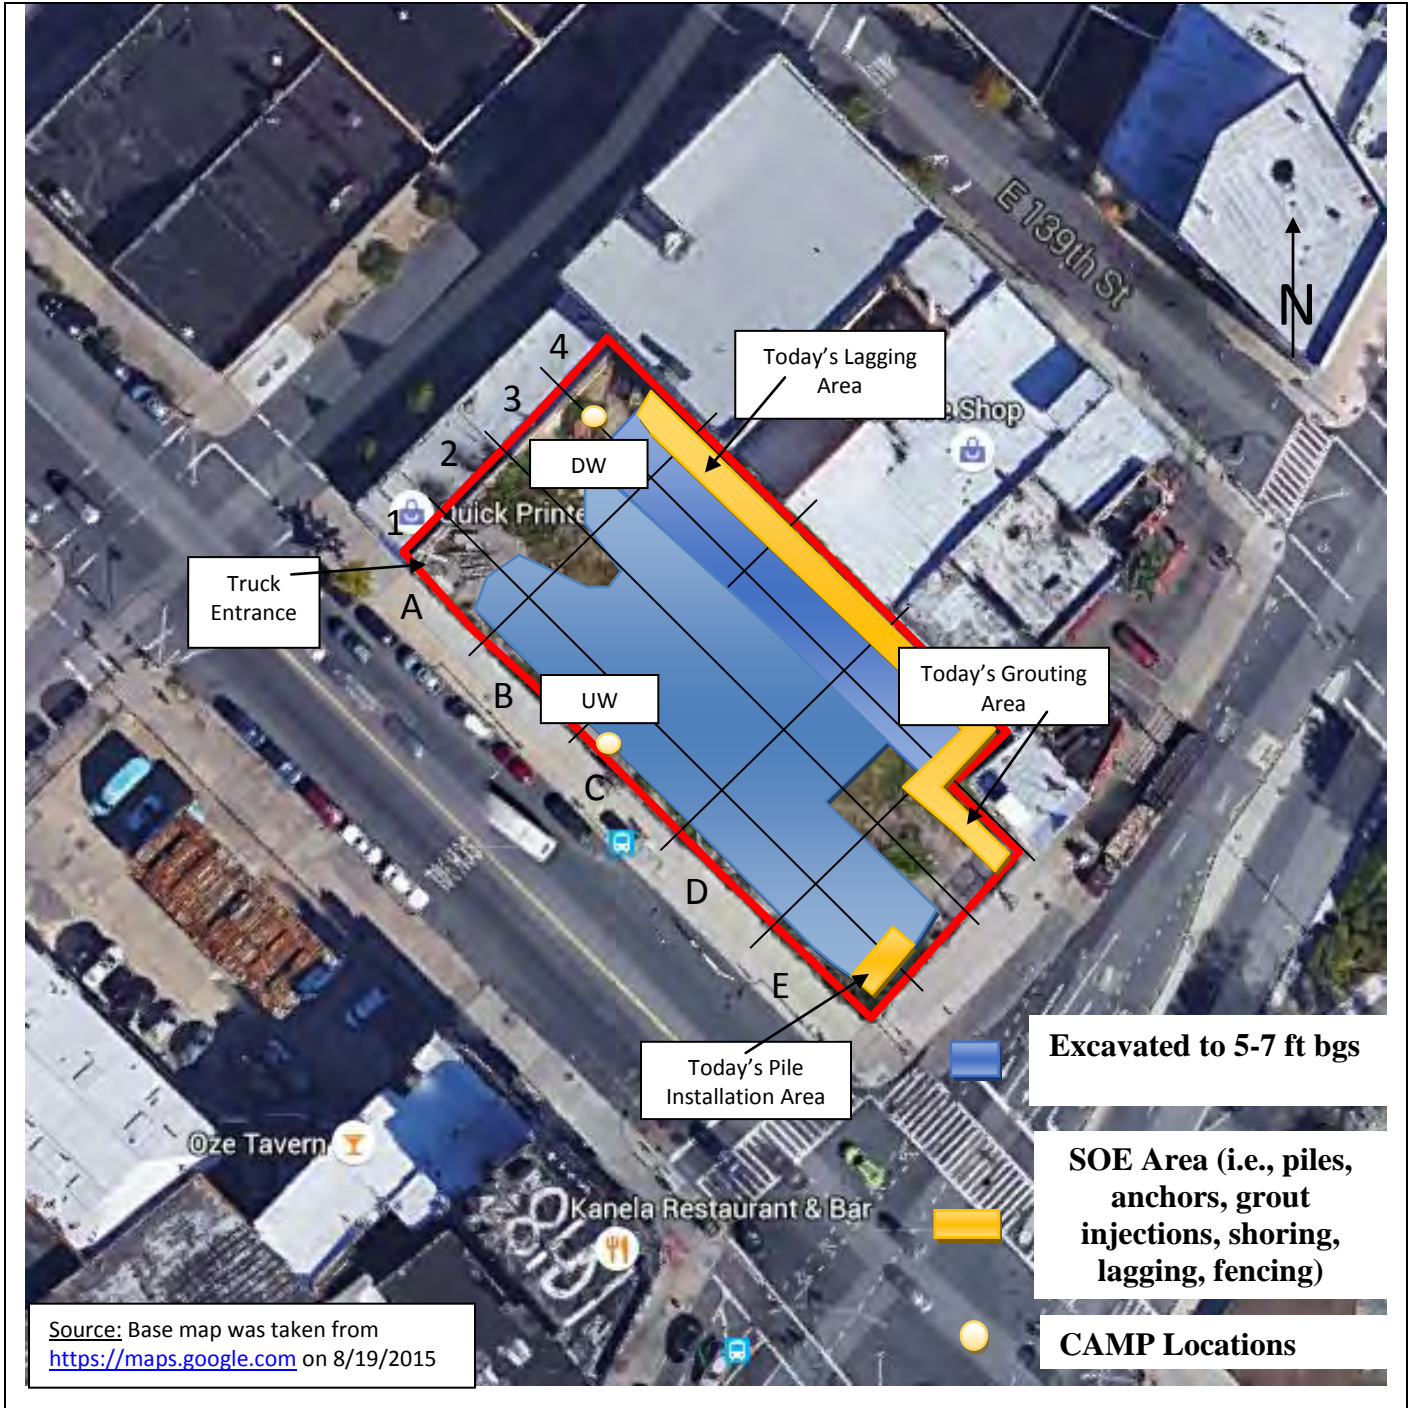 E 139th St
N
4
3
2
1
Today's Lagging
Area
Shop
DW
Quick Printe
Truck
Entrance
A
B
C
D
E
UW
Today's Grouting
Area
Today's Pile
Installation Area
Excavated to 5-7 ft bgs
SOE Area (i.e., piles,
anchors, grout
injections, shoring,
lagging, fencing)
CAMP Locations
Oze Tavern
Kanela Restaurant & Bar
Source: Base map was taken from
https://maps.google.com on 8/19/2015